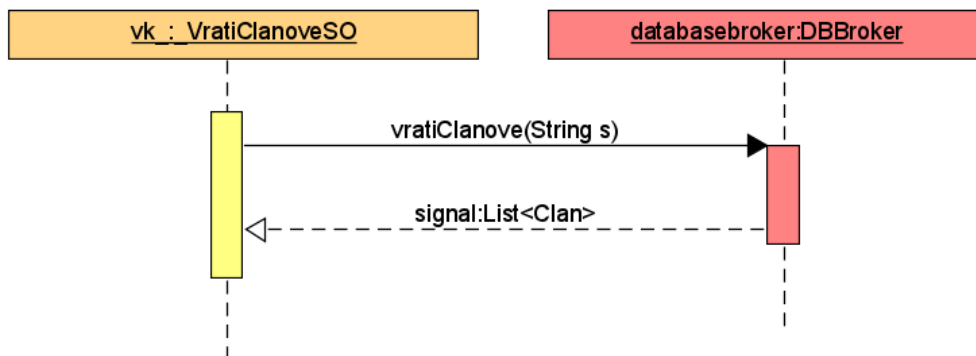 vk_:_VratiClanoveSO
databasebroker:DBBroker
vratiClanove(String s)
signal:List<Clan>